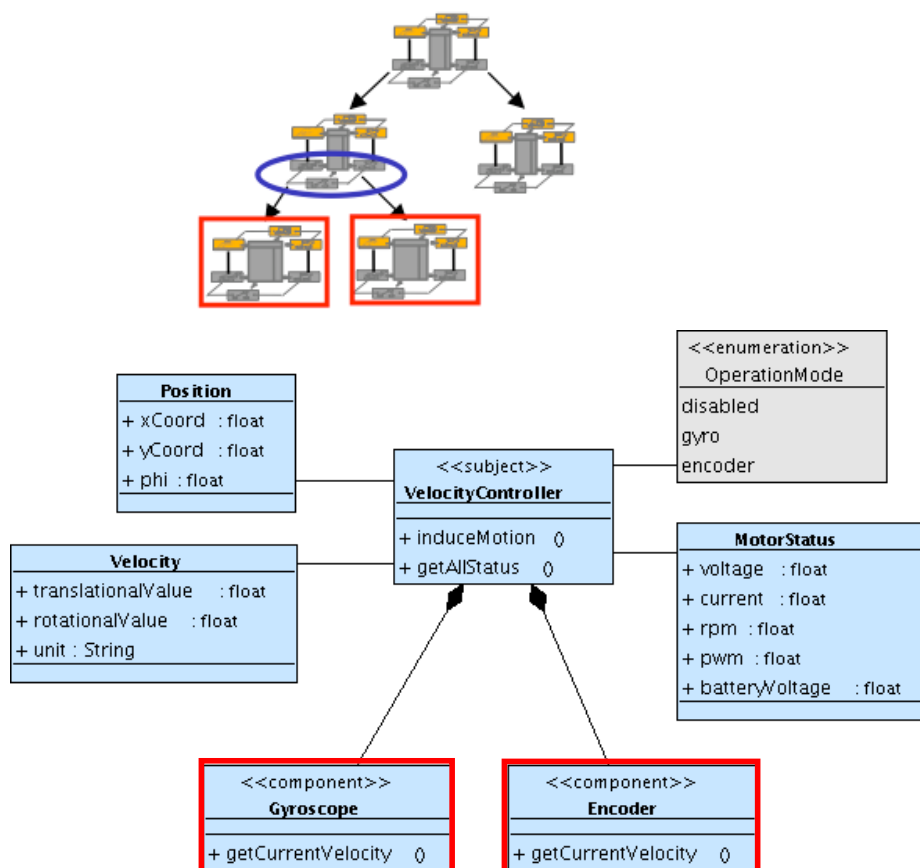 <<enumeration>>
OperationMode
disabled
gyro
encoder
Position
+ xCoord : float
+ yCoord : float
+ phi : float
<<subject>>
VelocityController
+ induceMotion ()
+ getAllStatus ()
Velocity
+ translationalValue : float
+ rotationalValue : float
+ unit : String
MotorStatus
+ voltage : float
+ current : float
+ rpm : float
+ pwm : float
+ batteryVoltage : float
<<component>>
Gyroscope
+ getCurrentVelocity ()
<<component>>
Encoder
+ getCurrentVelocity ()